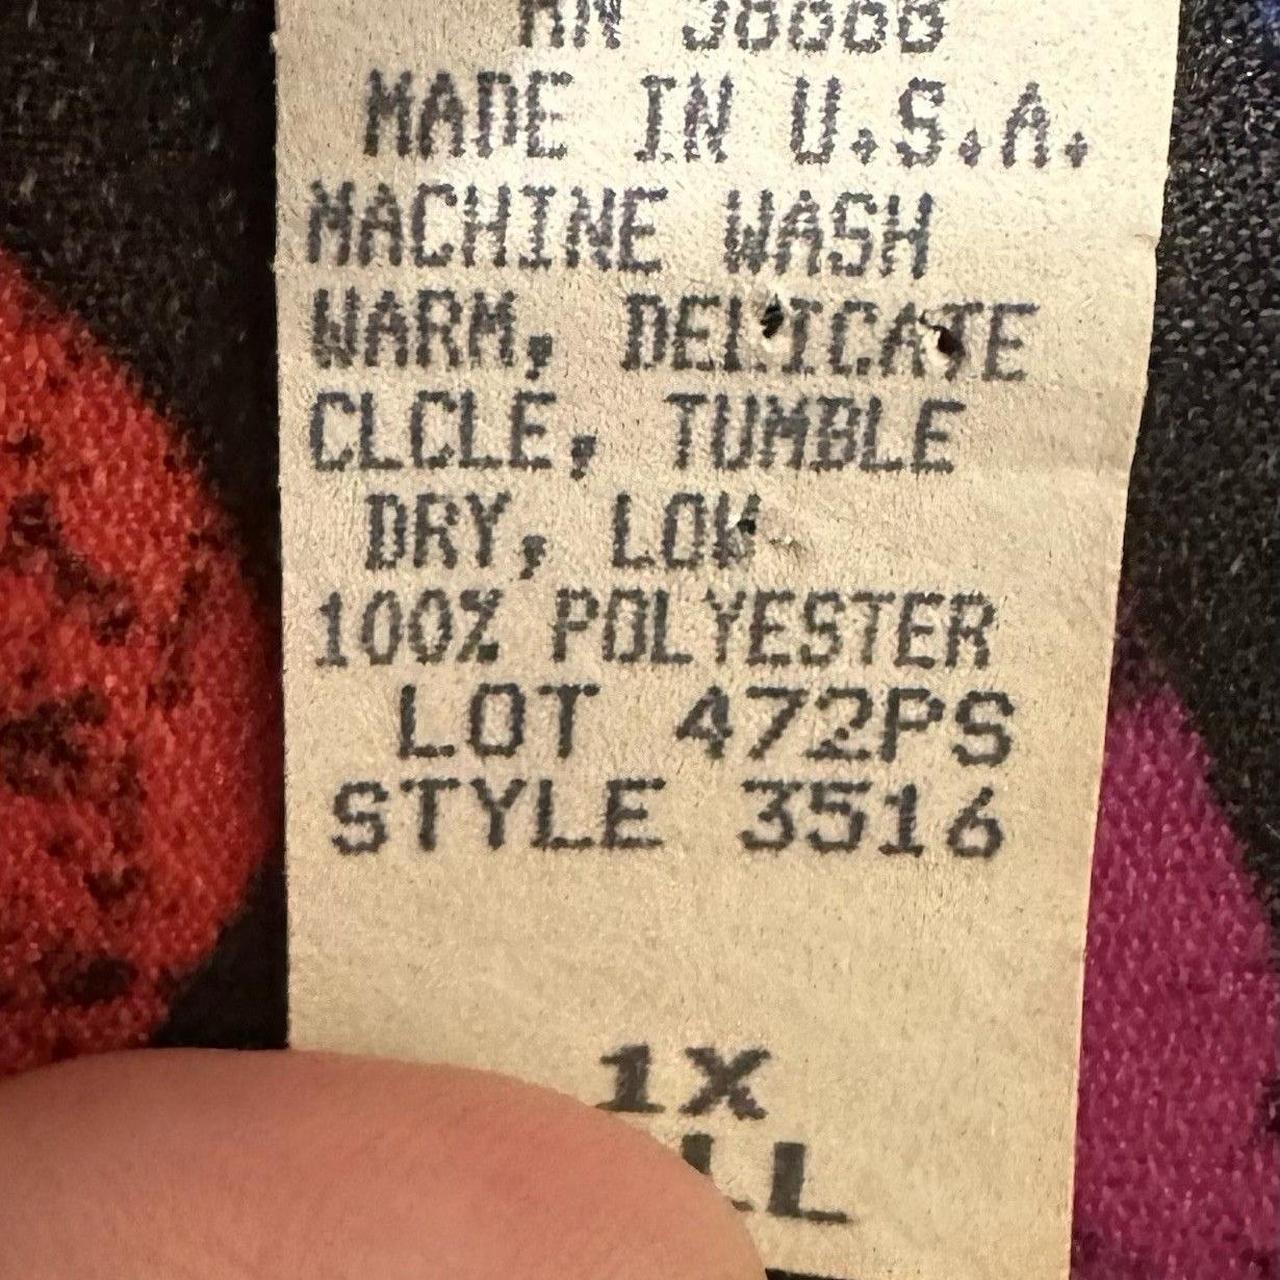 MADE IN U.S.A.
MACHINE WASH
WARM, DELICATE
CLCLE, TUMBLE
DRY, LOW
100% POLYESTER
LOT 472PS
STYLE 3516
1X